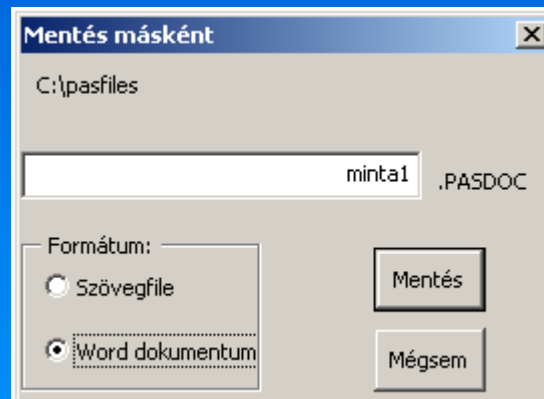 Mentés másként
C:\pasfiles
minta1 .PASDOC
Formátum:
Szövegfile
Mentés
Word dokumentum
Mégsem